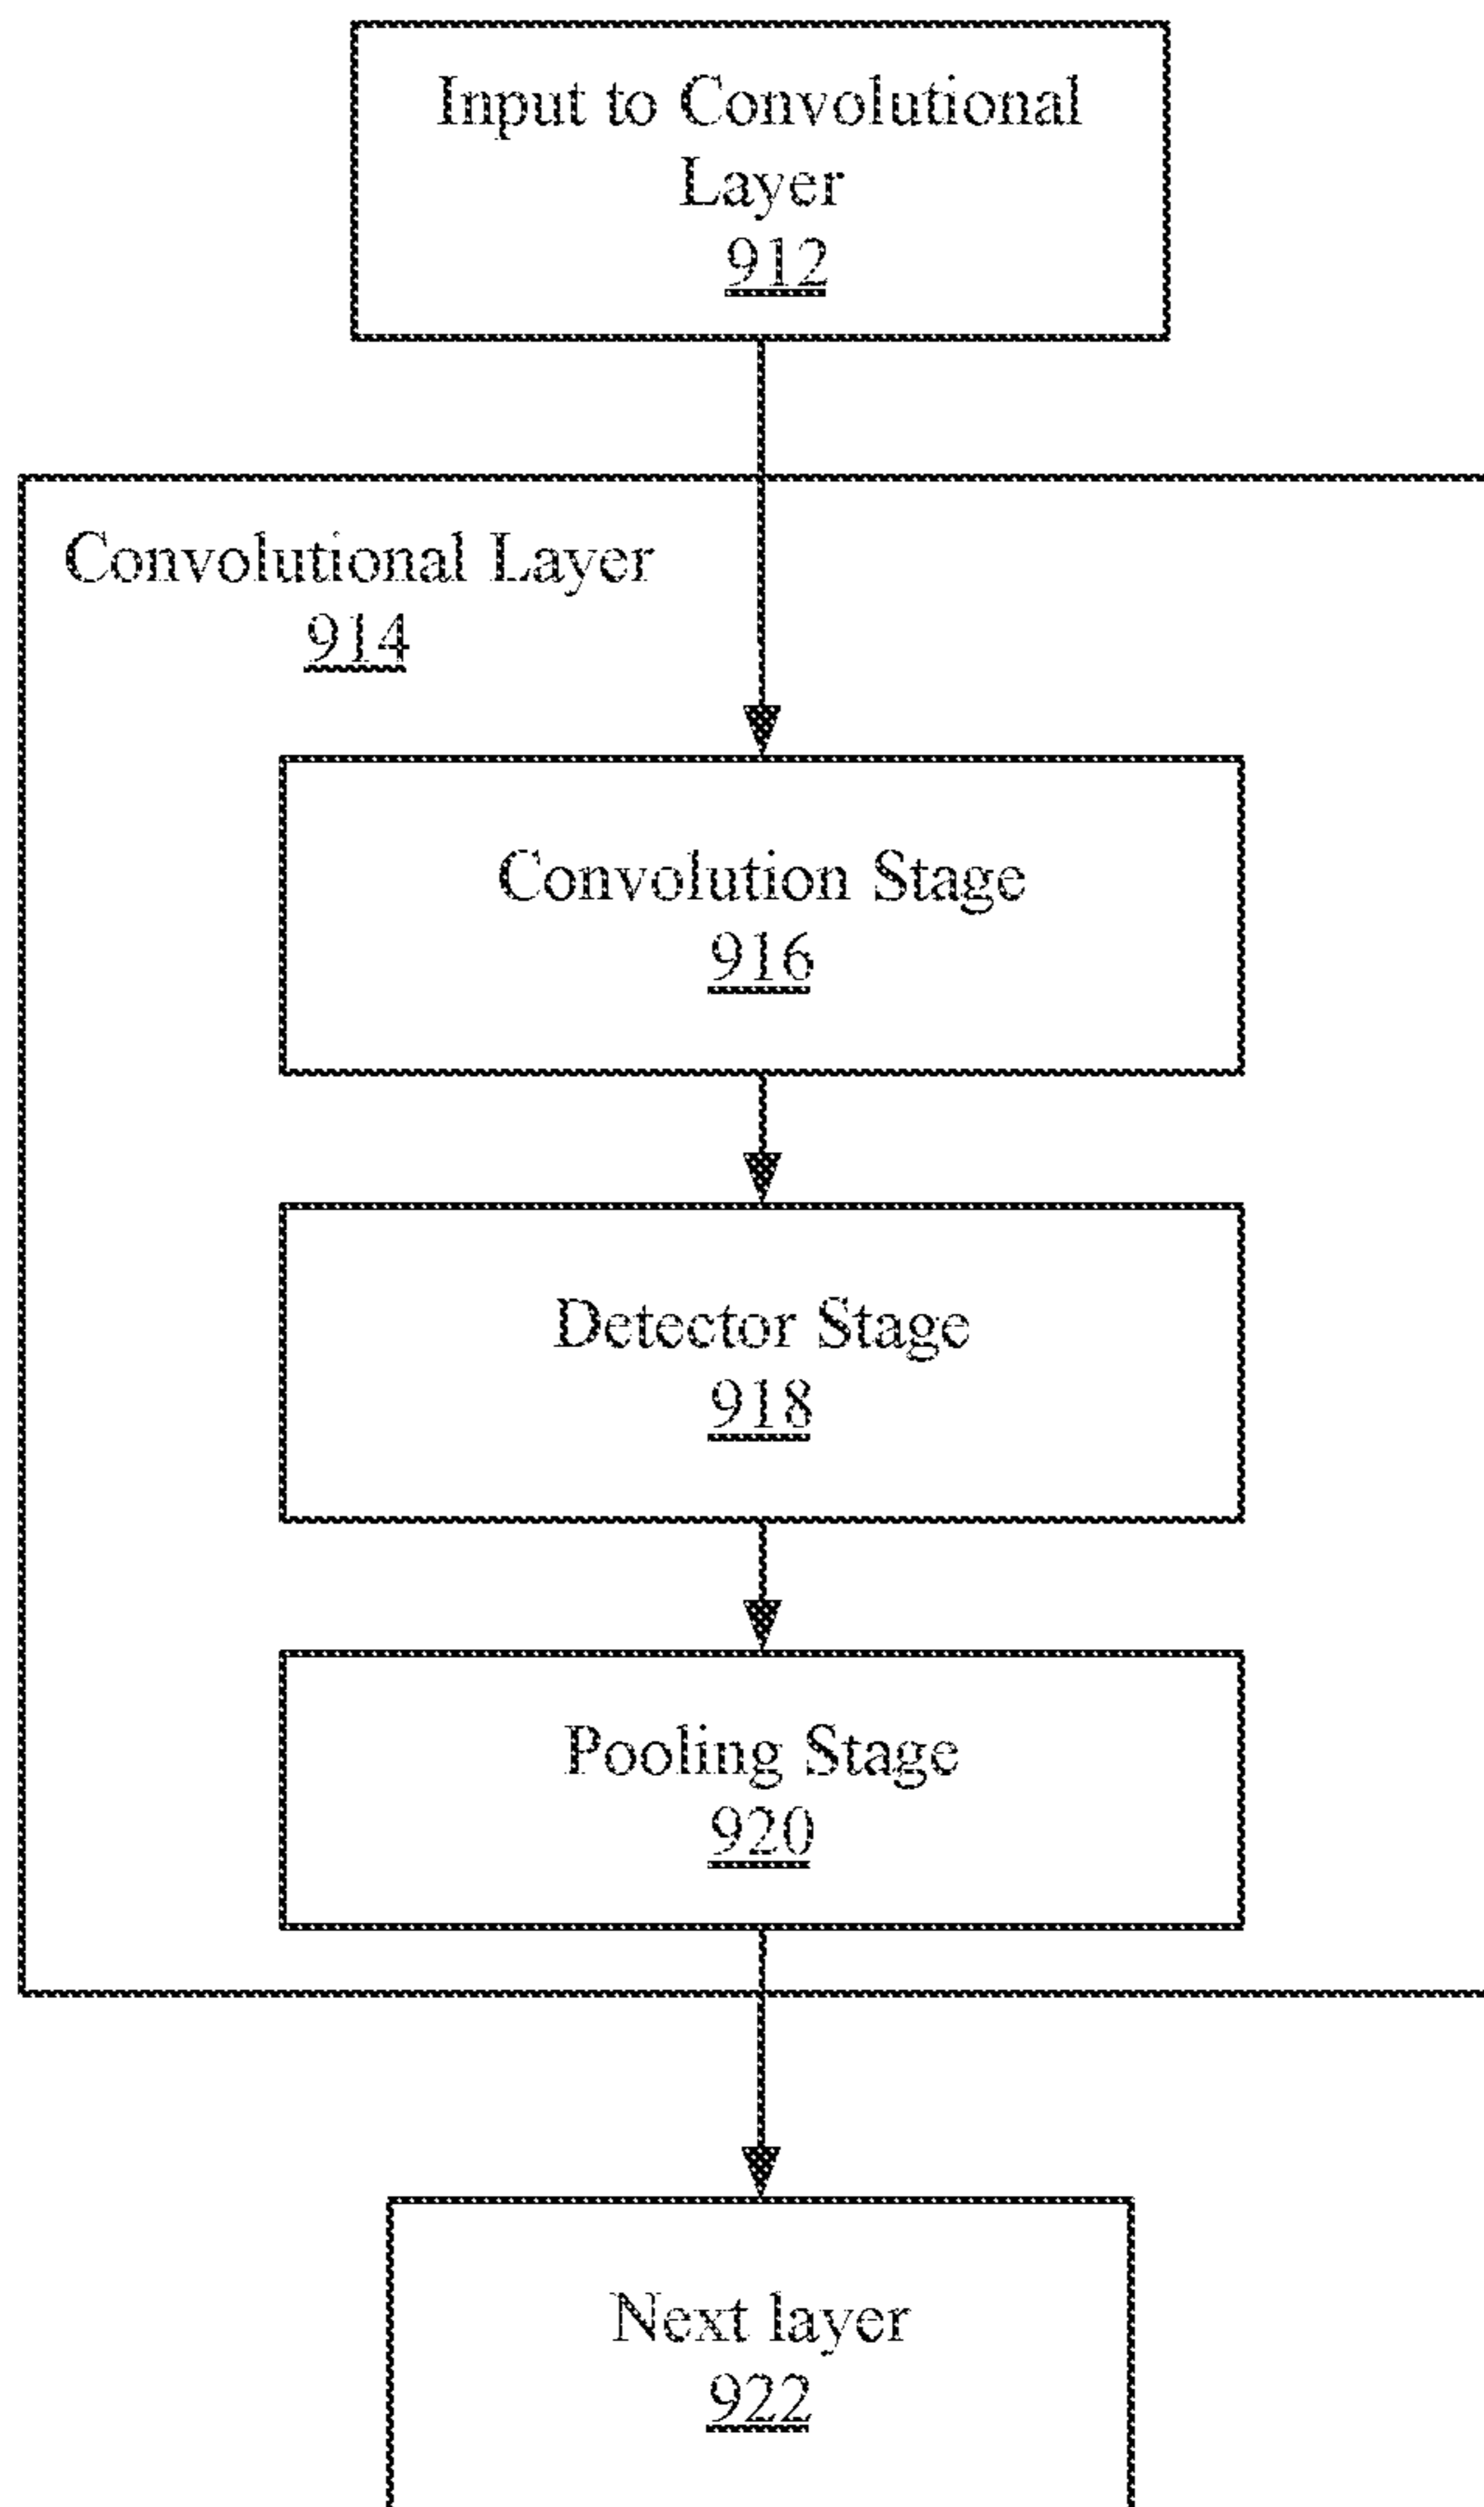 Input to Convolutional
Layer
912
Convolutional Layer
914
Convolution Stage
916
Detector Stage
918
Pooling Stage
920
Next layer
922